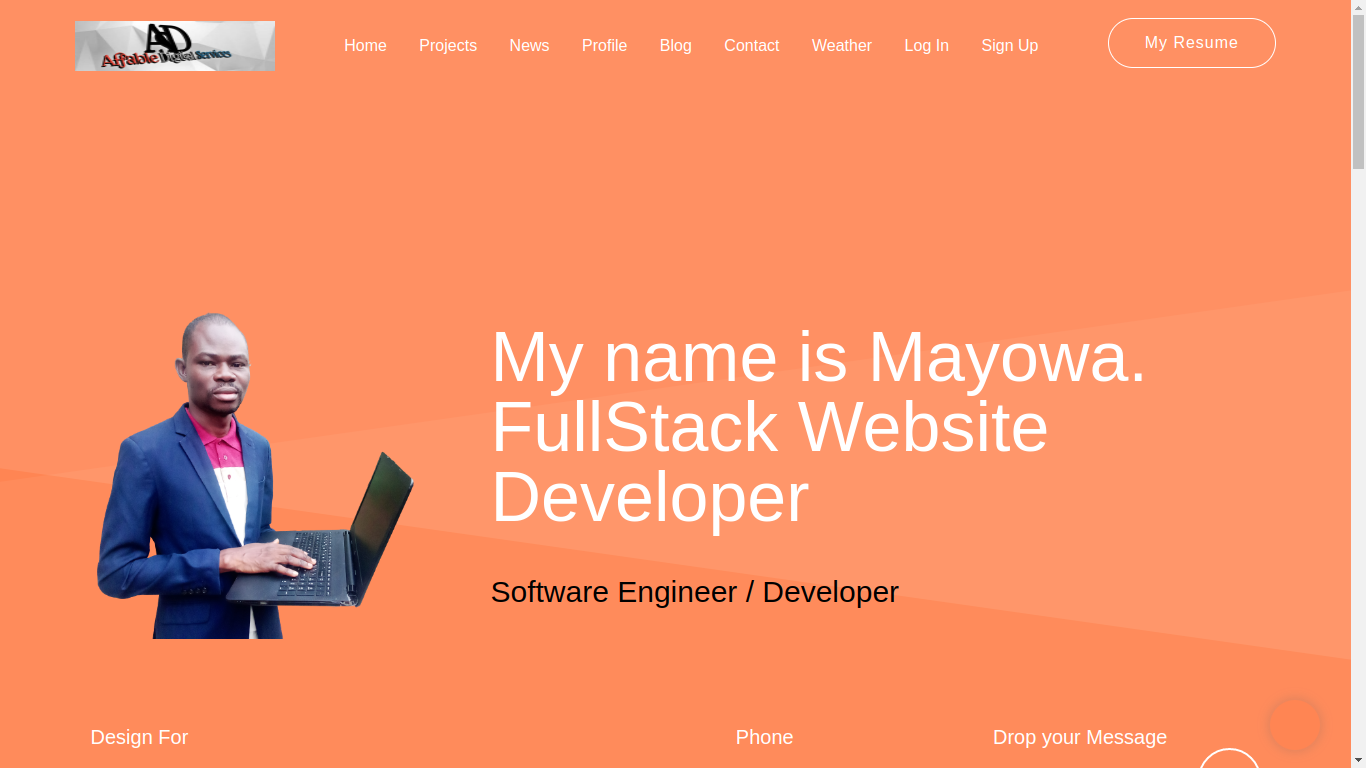 AD
Affable Digital Services
Home Projects News Profile Blog Contact Weather Log In Sign Up My Resume
My name is Mayowa.
FullStack Website
Developer
Software Engineer / Developer
Design For Phone Drop your Message